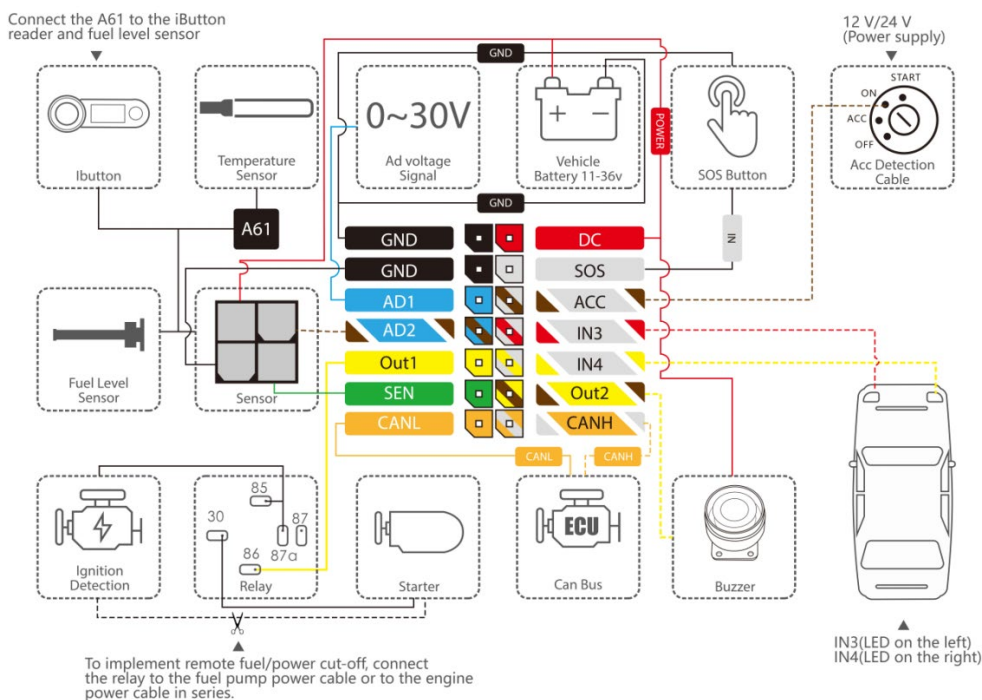 Connect the A61 to the iButton
reader and fuel level sensor
12 V/24 V
(Power supply)
GND
START
ON
ACC
OFF
0~30V
POWER
Ibutton
Temperature
Sensor
Ad voltage
Signal
+ −
Vehicle
Battery 11-36v
SOS Button
Acc Detection
Cable
GND
A61
IN
GND
DC
GND
SOS
AD1
ACC
AD2
IN3
Out1
IN4
SEN
Out2
CANL
CANH
Fuel Level
Sensor
Sensor
CANL
CANH
85
30
87
86
87a
ECU
Ignition
Detection
Relay
Starter
Can Bus
Buzzer
IN3(LED on the left)
IN4(LED on the right)
To implement remote fuel/power cut-off, connect
the relay to the fuel pump power cable or to the engine
power cable in series.